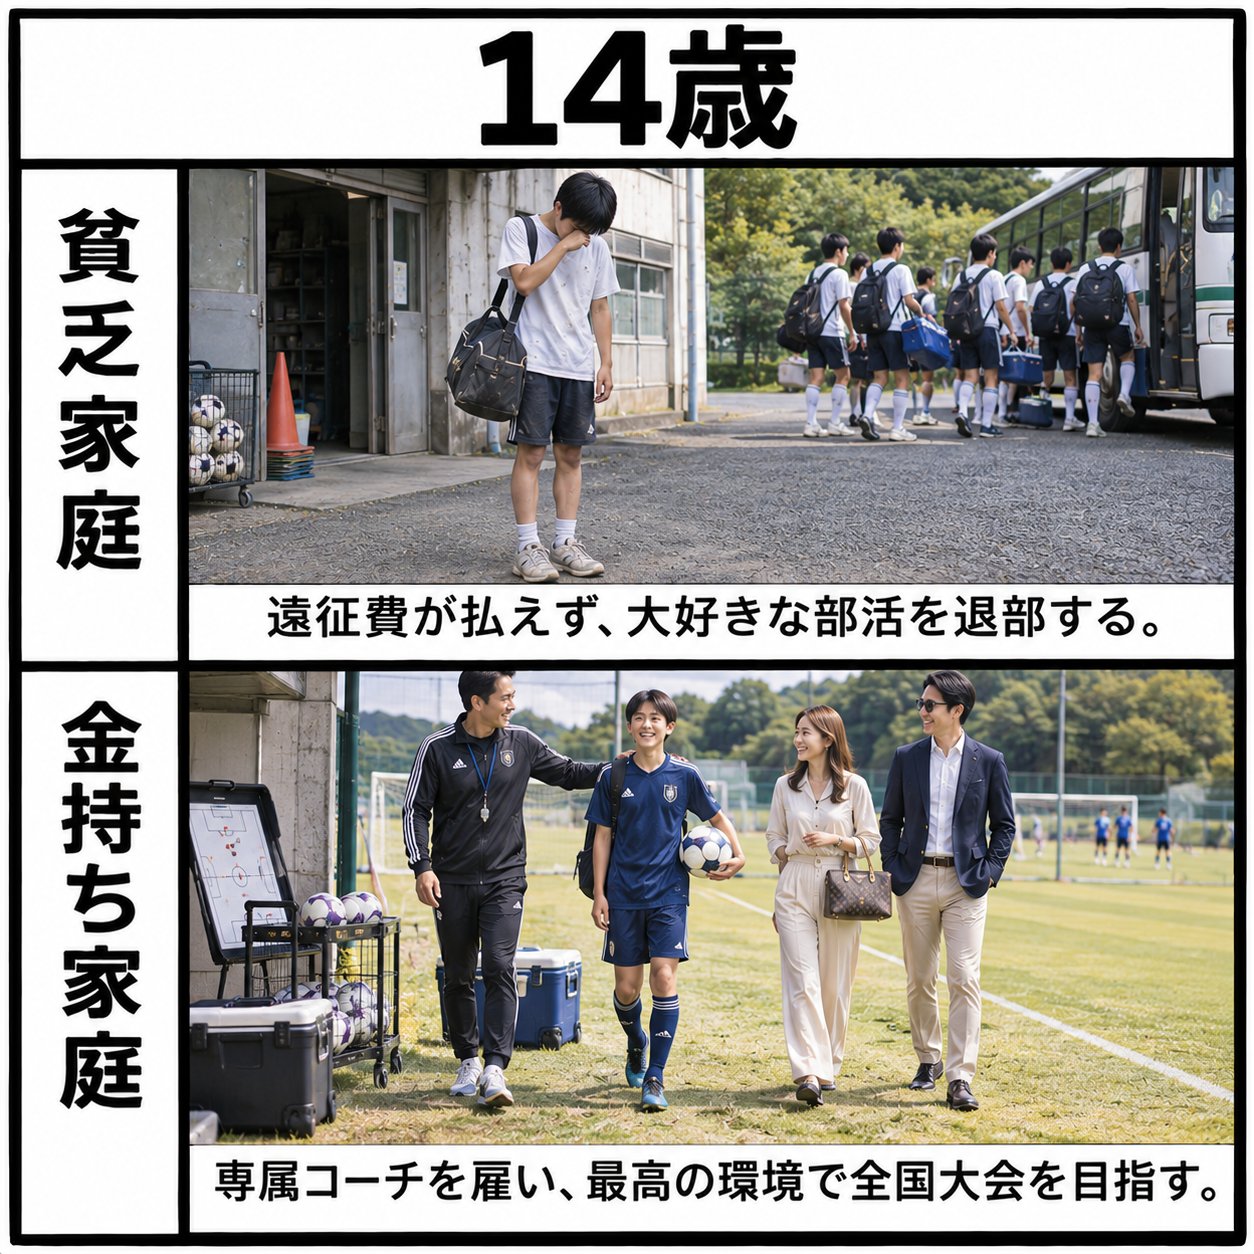 14歳
貧乏家庭
遠征費が払えず、大好きな部活を退部する。
金持ち家庭
専属コーチを雇い、最高の環境で全国大会を目指す。